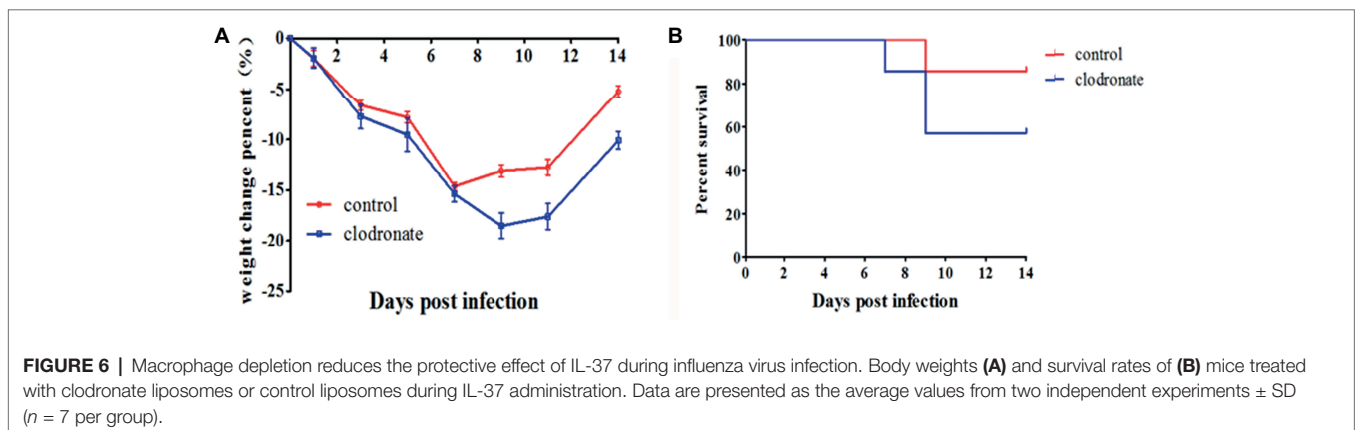 A
weight change pencent (%)
0
-5
-10
-15
-20
-25
2
4
6
8
10
12
14
control
clodronate
Days post infection
B
Percent survival
100
80
60
40
20
0
0
2
4
6
8
10
12
14
control
clodronate
Days post infection
FIGURE 6 | Macrophage depletion reduces the protective effect of IL-37 during influenza virus infection. Body weights (A) and survival rates of (B) mice treated
with clodronate liposomes or control liposomes during IL-37 administration. Data are presented as the average values from two independent experiments ± SD
(n = 7 per group).